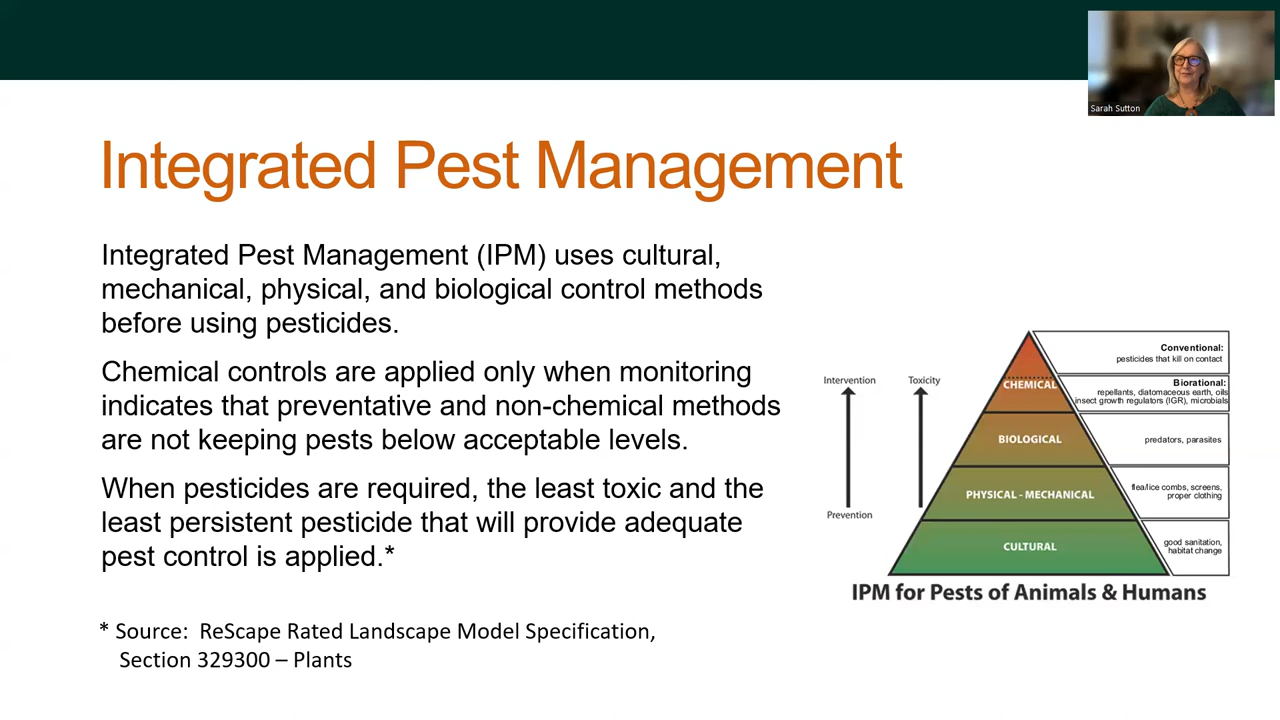 Sarah Sutton
Integrated Pest Management
Integrated Pest Management (IPM) uses cultural,
mechanical, physical, and biological control methods
before using pesticides.
Chemical controls are applied only when monitoring
indicates that preventative and non-chemical methods
are not keeping pests below acceptable levels.
When pesticides are required, the least toxic and the
least persistent pesticide that will provide adequate
pest control is applied.*
* Source: ReScape Rated Landscape Model Specification,
Section 329300 – Plants
Intervention
Toxicity
Prevention
CHEMICAL
BIOLOGICAL
PHYSICAL - MECHANICAL
CULTURAL
Conventional:
pesticides that kill on contact
Biorational:
repellants, diatomaceous earth, oils
insect growth regulators (IGR), microbials
predators, parasites
flea/lice combs, screens,
proper clothing
good sanitation,
habitat change
IPM for Pests of Animals & Humans